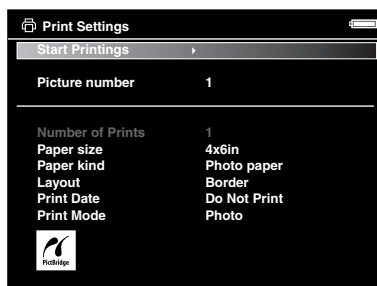 Print Settings
Start Printings
Picture number 1
Number of Prints 1
Paper size 4x6in
Paper kind Photo paper
Layout Border
Print Date Do Not Print
Print Mode Photo
PictBridge